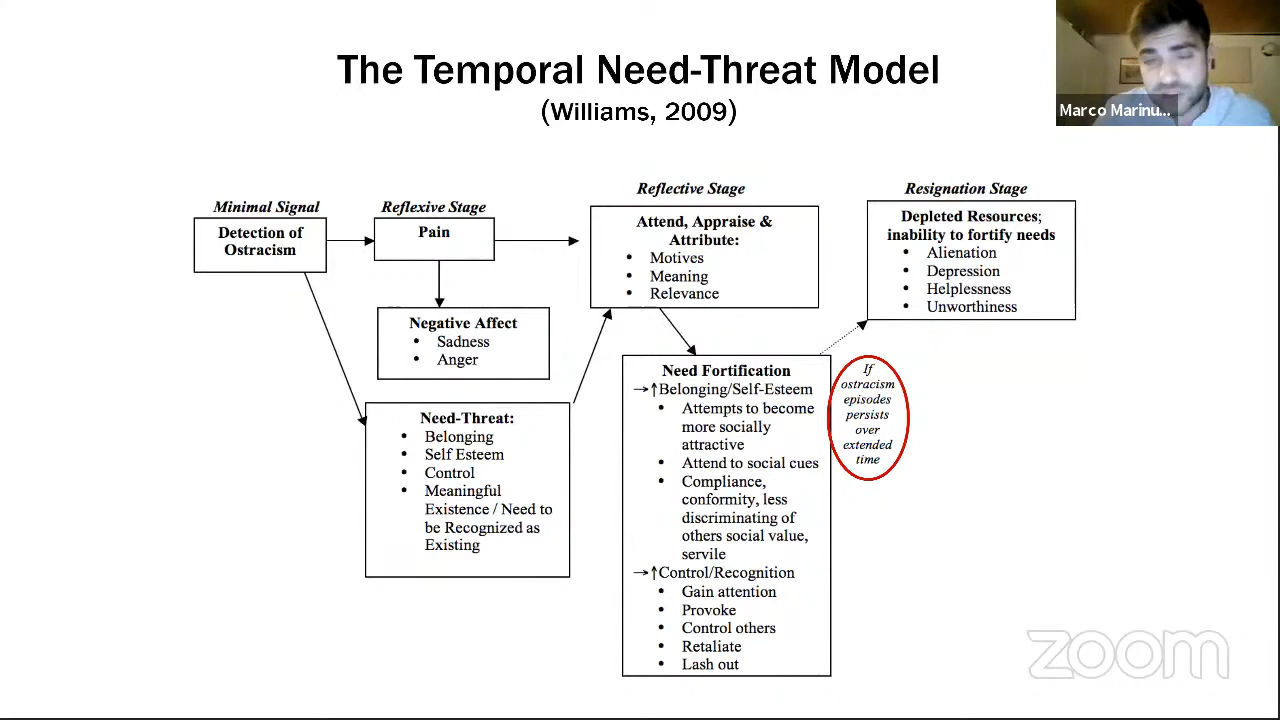 The Temporal Need-Threat Model
(Williams, 2009)
Marco Marinu...
Minimal Signal
Detection of
Ostracism
Reflexive Stage
Pain
Negative Affect
• Sadness
• Anger
Need-Threat:
• Belonging
• Self Esteem
• Control
• Meaningful
Existence / Need to
be Recognized as
Existing
Reflective Stage
Attend, Appraise &
Attribute:
• Motives
• Meaning
• Relevance
Need Fortification
→↑Belonging/Self-Esteem
• Attempts to become
more socially
attractive
• Attend to social cues
• Compliance,
conformity, less
discriminating of
others social value,
servile
→↑Control/Recognition
• Gain attention
• Provoke
• Control others
• Retaliate
• Lash out
If
ostracism
episodes
persists
over
extended
time
Resignation Stage
Depleted Resources;
inability to fortify needs
• Alienation
• Depression
• Helplessness
• Unworthiness
zoom